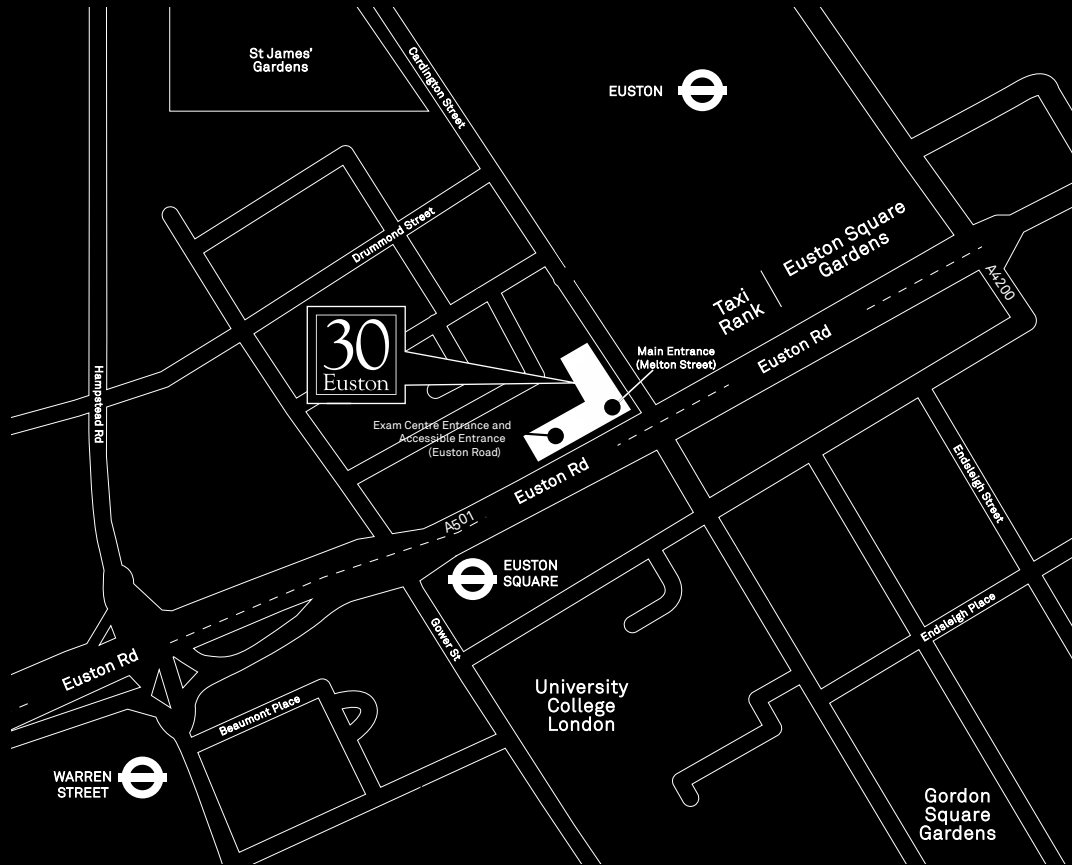 St James'
Gardens
Cardington Street
EUSTON
Drummond Street
Euston Square
Gardens
Taxi
Rank
A4200
30
Euston
Main Entrance
(Melton Street)
Euston Rd
Hampstead Rd
Exam Centre Entrance and
Accessible Entrance
(Euston Road)
Euston Rd
A501
Endsleigh Street
EUSTON
SQUARE
Endsleigh Place
Gower St
Euston Rd
University
College
London
Beaumont Place
WARREN
STREET
Gordon
Square
Gardens